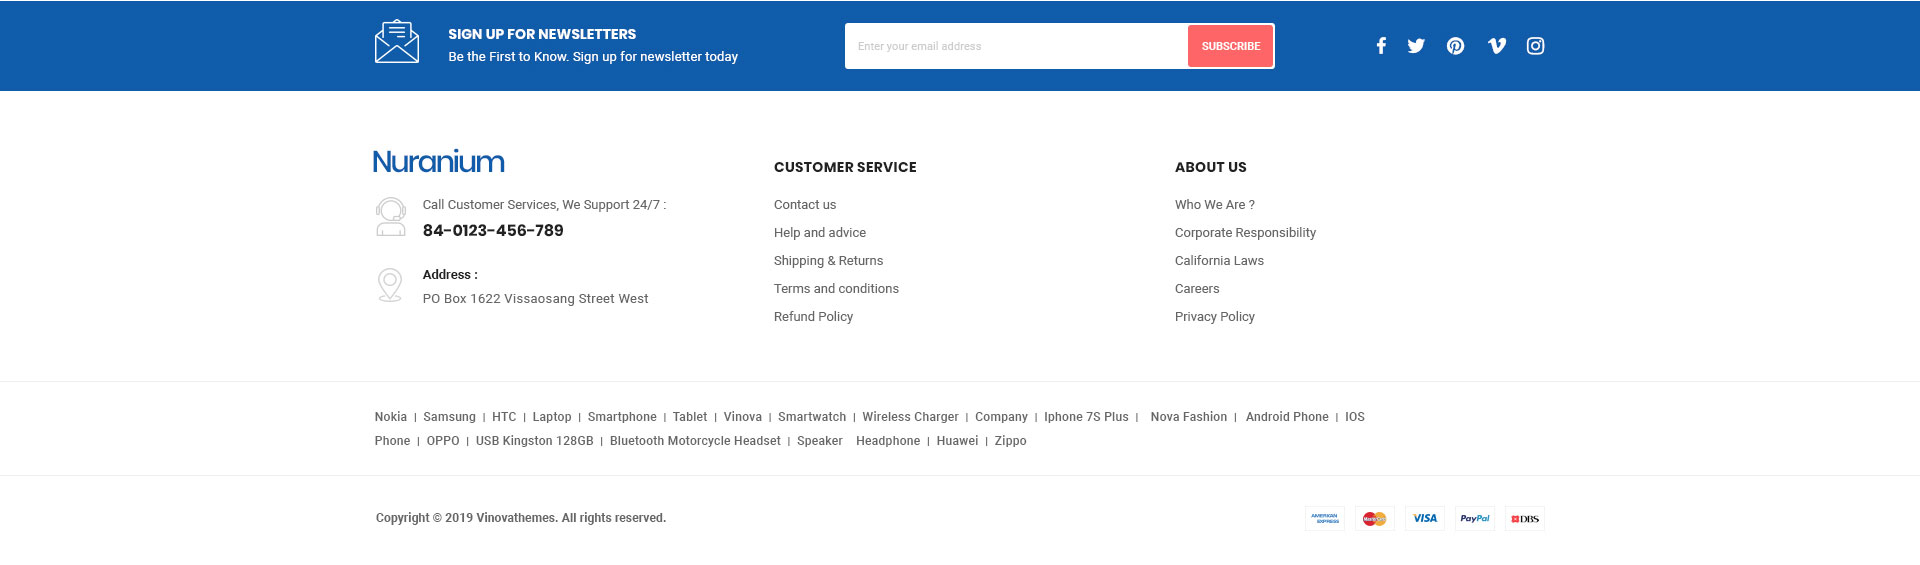 SIGN UP FOR NEWSLETTERS
Be the First to Know. Sign up for newsletter today
Enter your email address
SUBSCRIBE
Nuranium
Call Customer Services, We Support 24/7 :
84-0123-456-789
Address :
PO Box 1622 Vissaosang Street West
CUSTOMER SERVICE
Contact us
Help and advice
Shipping & Returns
Terms and conditions
Refund Policy
ABOUT US
Who We Are ?
Corporate Responsibility
California Laws
Careers
Privacy Policy
Nokia | Samsung | HTC | Laptop | Smartphone | Tablet | Vinova | Smartwatch | Wireless Charger | Company | Iphone 7S Plus | Nova Fashion | Android Phone | IOS
Phone | OPPO | USB Kingston 128GB | Bluetooth Motorcycle Headset | Speaker Headphone | Huawei | Zippo
Copyright © 2019 Vinovathemes. All rights reserved.
AMERICAN
EXPRESS
MasterCard
VISA
PayPal
DBS